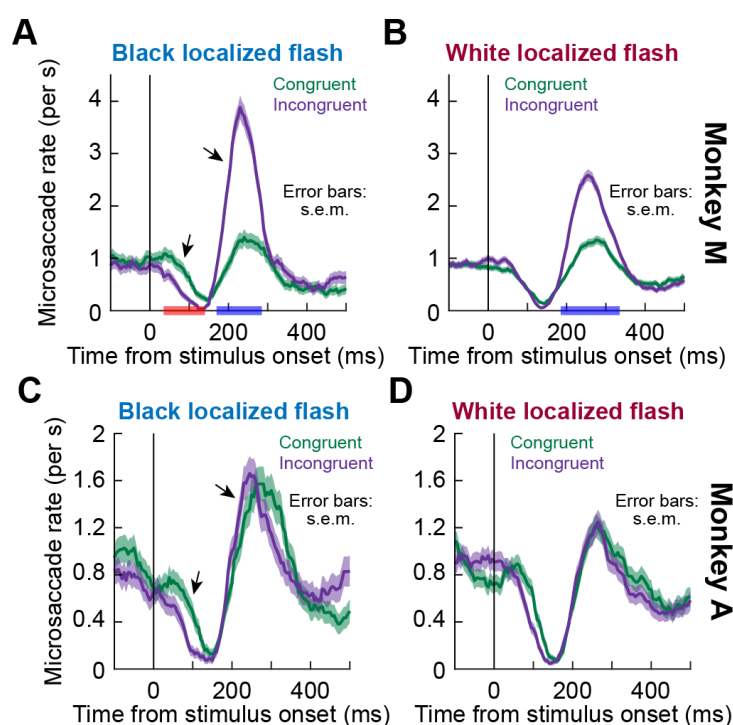 A
Black localized flash
Congruent
Incongruent
Error bars:
s.e.m.
Microsaccade rate (per s)
4
3
2
1
0
0 200 400
Time from stimulus onset (ms)
B
White localized flash
Congruent
Incongruent
Error bars:
s.e.m.
4
3
2
1
0
0 200 400
Time from stimulus onset (ms)
Monkey M
C
Black localized flash
Congruent
Incongruent
Error bars:
s.e.m.
Microsaccade rate (per s)
2
1.6
1.2
0.8
0.4
0
0 200 400
Time from stimulus onset (ms)
D
White localized flash
Congruent
Incongruent
Error bars:
s.e.m.
2
1.6
1.2
0.8
0.4
0
0 200 400
Time from stimulus onset (ms)
Monkey A